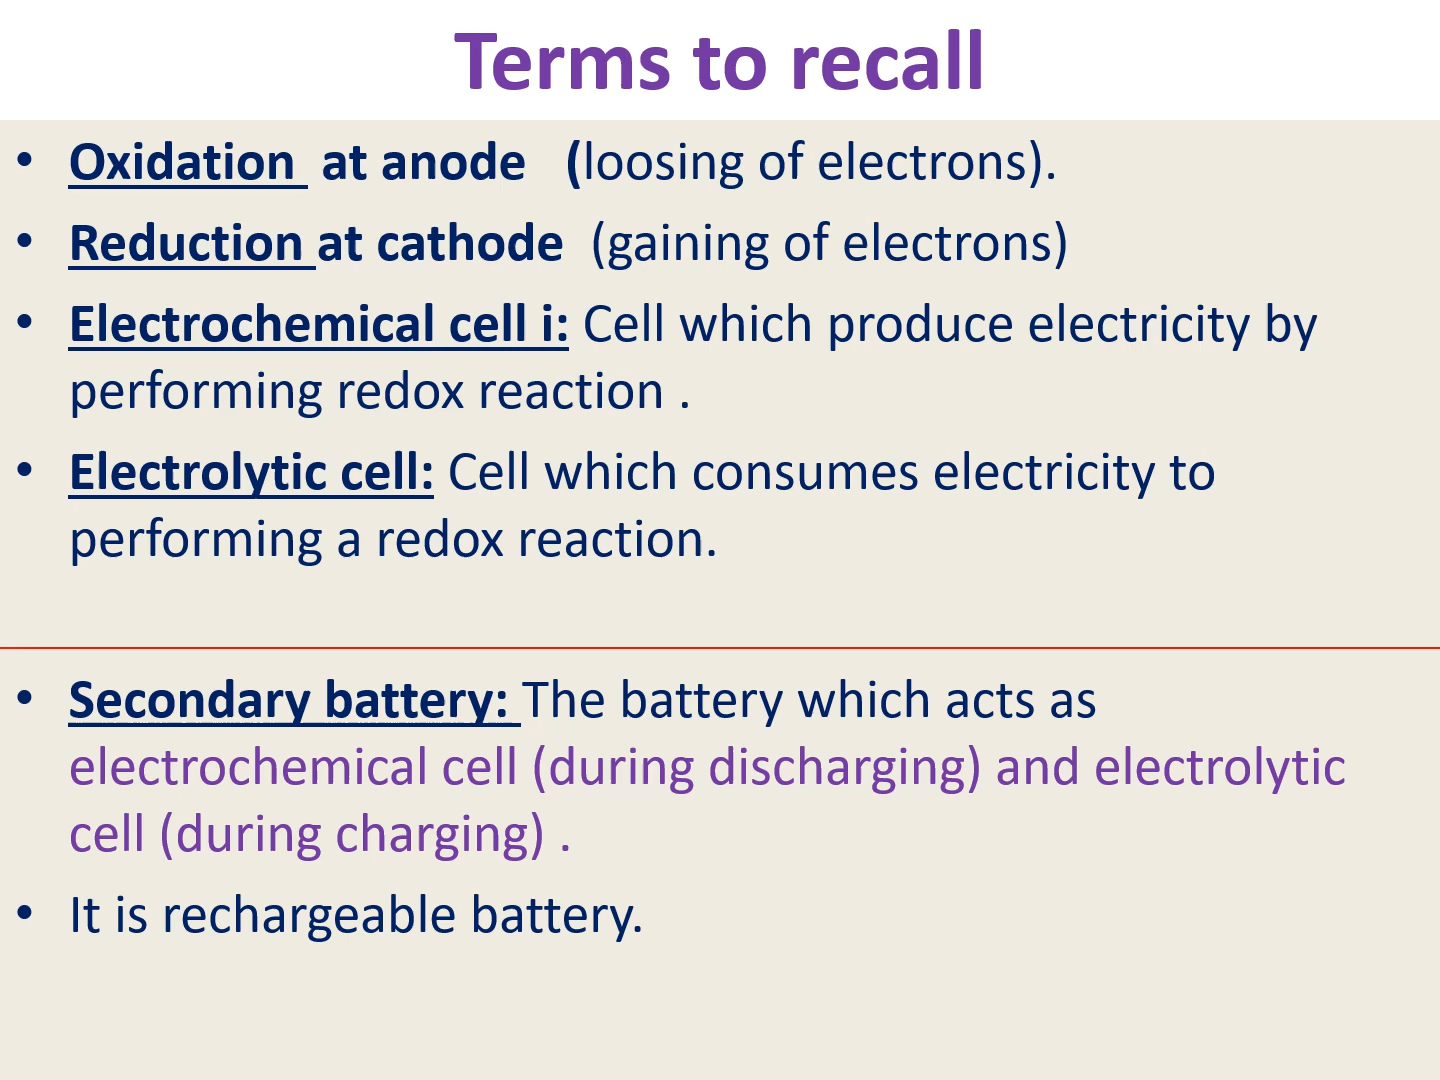 Terms to recall
• Oxidation at anode (loosing of electrons).
• Reduction at cathode (gaining of electrons)
• Electrochemical cell i: Cell which produce electricity by
performing redox reaction .
• Electrolytic cell: Cell which consumes electricity to
performing a redox reaction.
• Secondary battery: The battery which acts as
electrochemical cell (during discharging) and electrolytic
cell (during charging) .
• It is rechargeable battery.